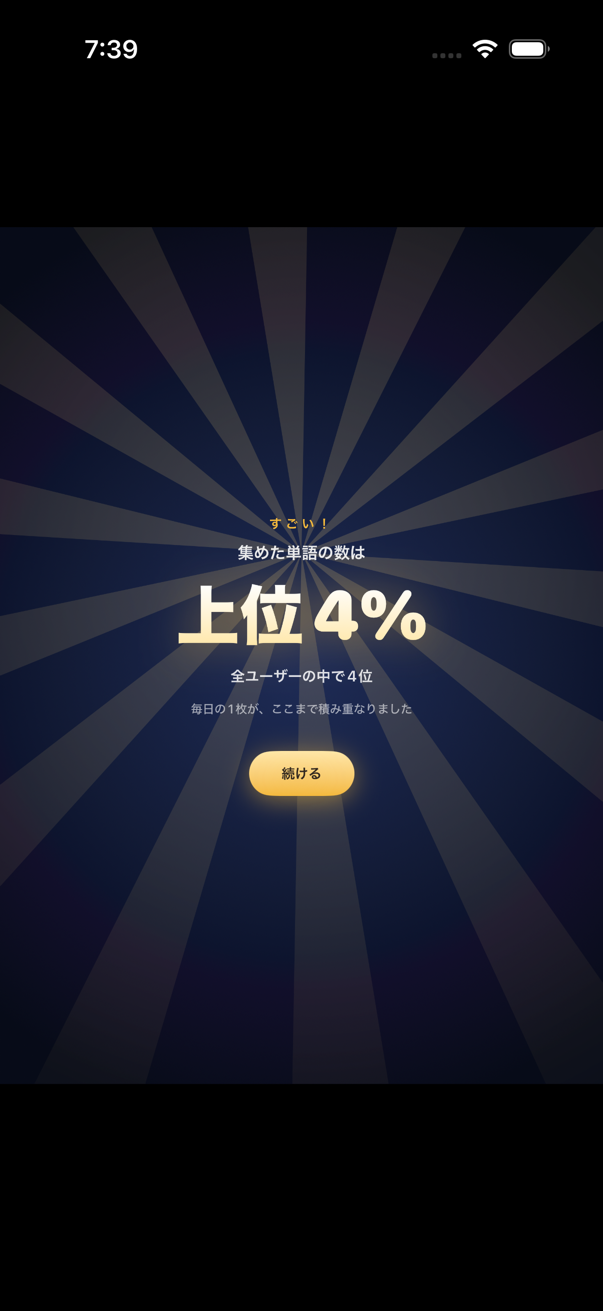 7:39
すごい！
集めた単語の数は
上位4%
全ユーザーの中で4位
毎日の1枚が、ここまで積み重なりました
続ける